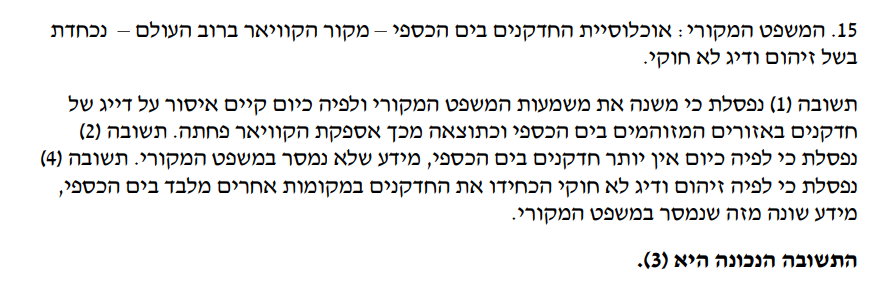 15. המשפט המקורי: אוכלוסיית החדקנים בים הכספי – מקור הקוויאר ברוב העולם – נכחדת
בשל זיהום ודיג לא חוקי.
תשובה (1) נפסלת כי משנה את משמעות המשפט המקורי ולפיה כיום קיים איסור על דייג של
חדקנים באזורים המזוהמים בים הכספי וכתוצאה מכך אספקת הקוויאר פחתה. תשובה (2)
נפסלת כי לפיה כיום אין יותר חדקנים בים הכספי, מידע שלא נמסר במשפט המקורי. תשובה (4)
נפסלת כי לפיה זיהום ודיג לא חוקי הכחידו את החדקנים במקומות אחרים מלבד בים הכספי,
מידע שונה מזה שנמסר במשפט המקורי.
התשובה הנכונה היא (3).